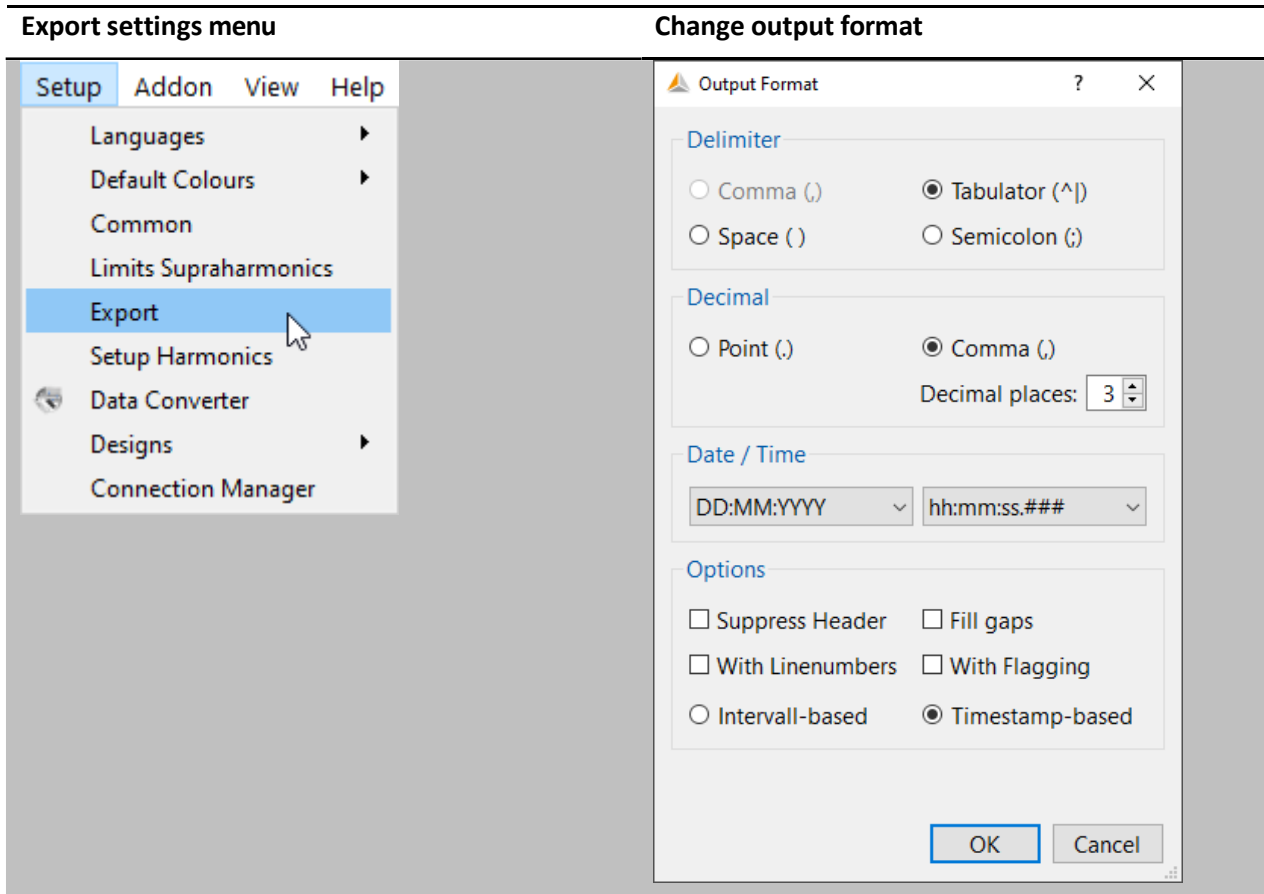 Export settings menu
Change output format
Setup Addon View Help
Languages
Default Colours
Common
Limits Supraharmonics
Export
Setup Harmonics
Data Converter
Designs
Connection Manager
Output Format ? ×
Delimiter
Comma (,) Tabulator (^|)
Space ( ) Semicolon (;)
Decimal
Point (.) Comma (,)
Decimal places: 3
Date / Time
DD:MM:YYYY hh:mm:ss.###
Options
Suppress Header Fill gaps
With Linenumbers With Flagging
Intervall-based Timestamp-based
OK Cancel